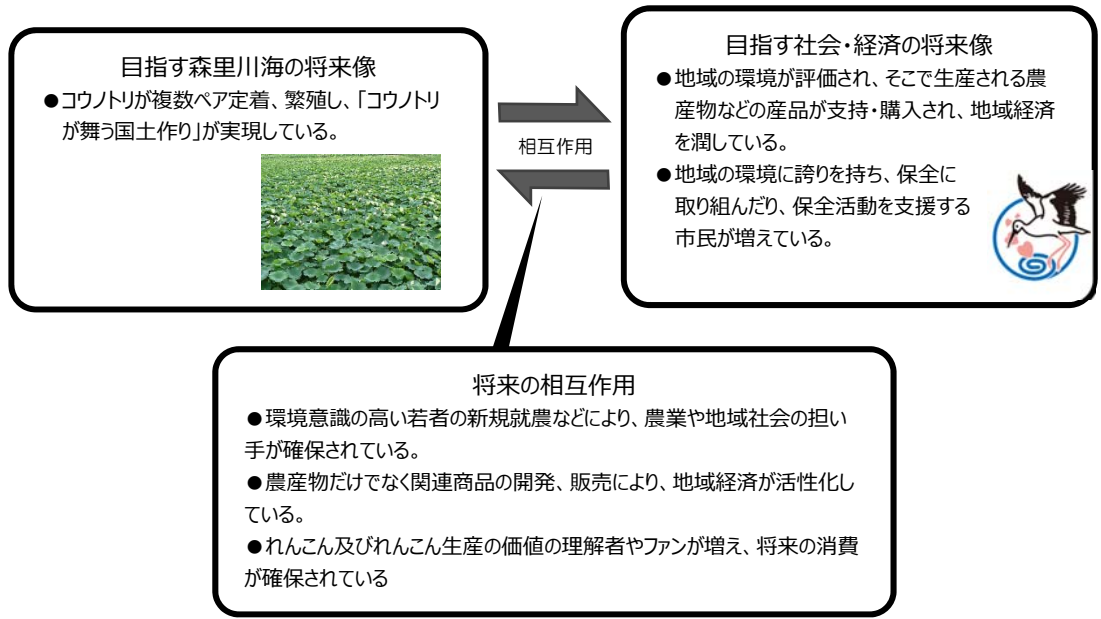 目指す森里川海の将来像
●コウノトリが複数ペア定着、繁殖し、「コウノトリ
が舞う国土作り」が実現している。
相互作用
目指す社会・経済の将来像
●地域の環境が評価され、そこで生産される農
産物などの産品が支持・購入され、地域経済
を潤している。
●地域の環境に誇りを持ち、保全に
取り組んだり、保全活動を支援する
市民が増えている。
将来の相互作用
●環境意識の高い若者の新規就農などにより、農業や地域社会の担い
手が確保されている。
●農産物だけでなく関連商品の開発、販売により、地域経済が活性化し
ている。
●れんこん及びれんこん生産の価値の理解者やファンが増え、将来の消費
が確保されている